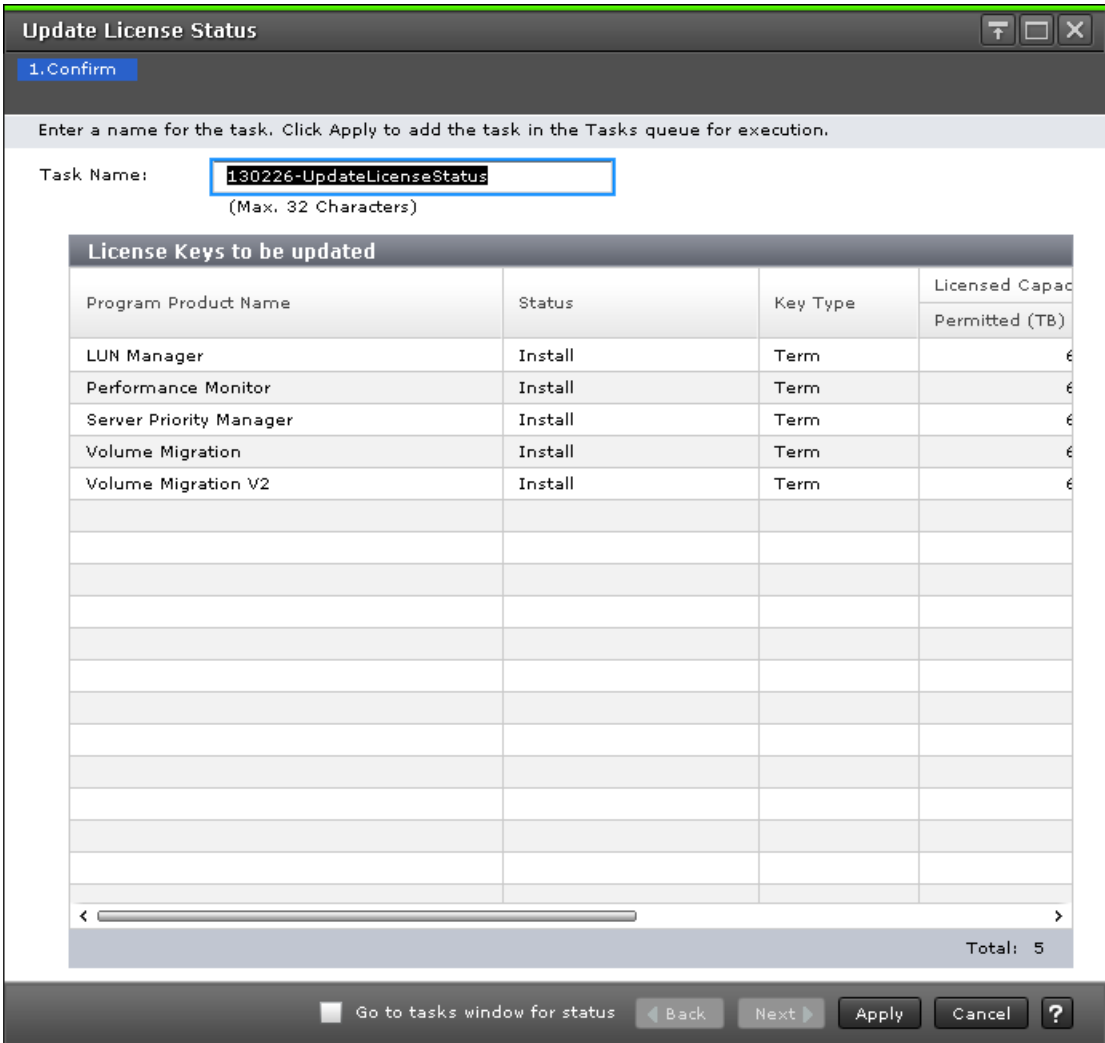 Update License Status
1.Confirm
Enter a name for the task. Click Apply to add the task in the Tasks queue for execution.
Task Name: 130226-UpdateLicenseStatus
(Max. 32 Characters)
License Keys to be updated
Program Product Name Status Key Type Licensed Capac
Permitted (TB)
LUN Manager Install Term
Performance Monitor Install Term
Server Priority Manager Install Term
Volume Migration Install Term
Volume Migration V2 Install Term
Total: 5
Go to tasks window for status Back Next Apply Cancel ?